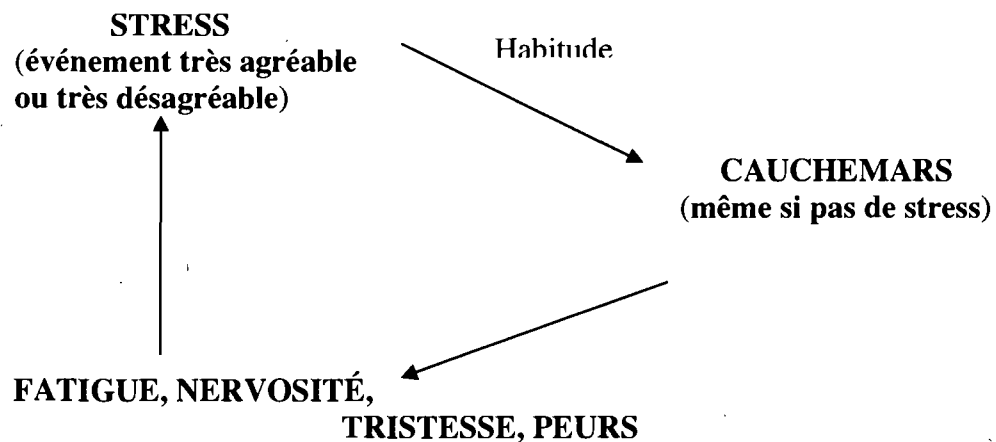 STRESS
(événement très agréable
ou très désagréable)
Habitude
CAUCHEMARS
(même si pas de stress)
FATIGUE, NERVOSITÉ,
TRISTESSE, PEURS